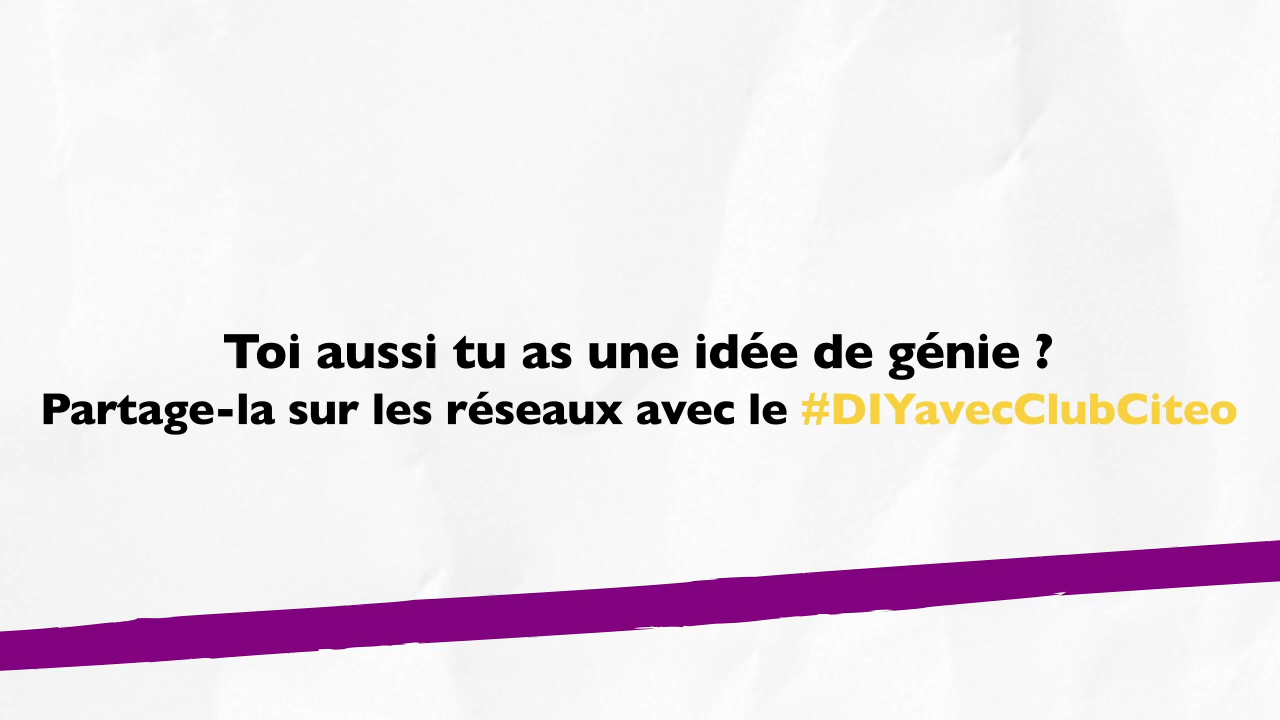 Toi aussi tu as une idée de génie ?
Partage-la sur les réseaux avec le #DIYavecClubCiteo